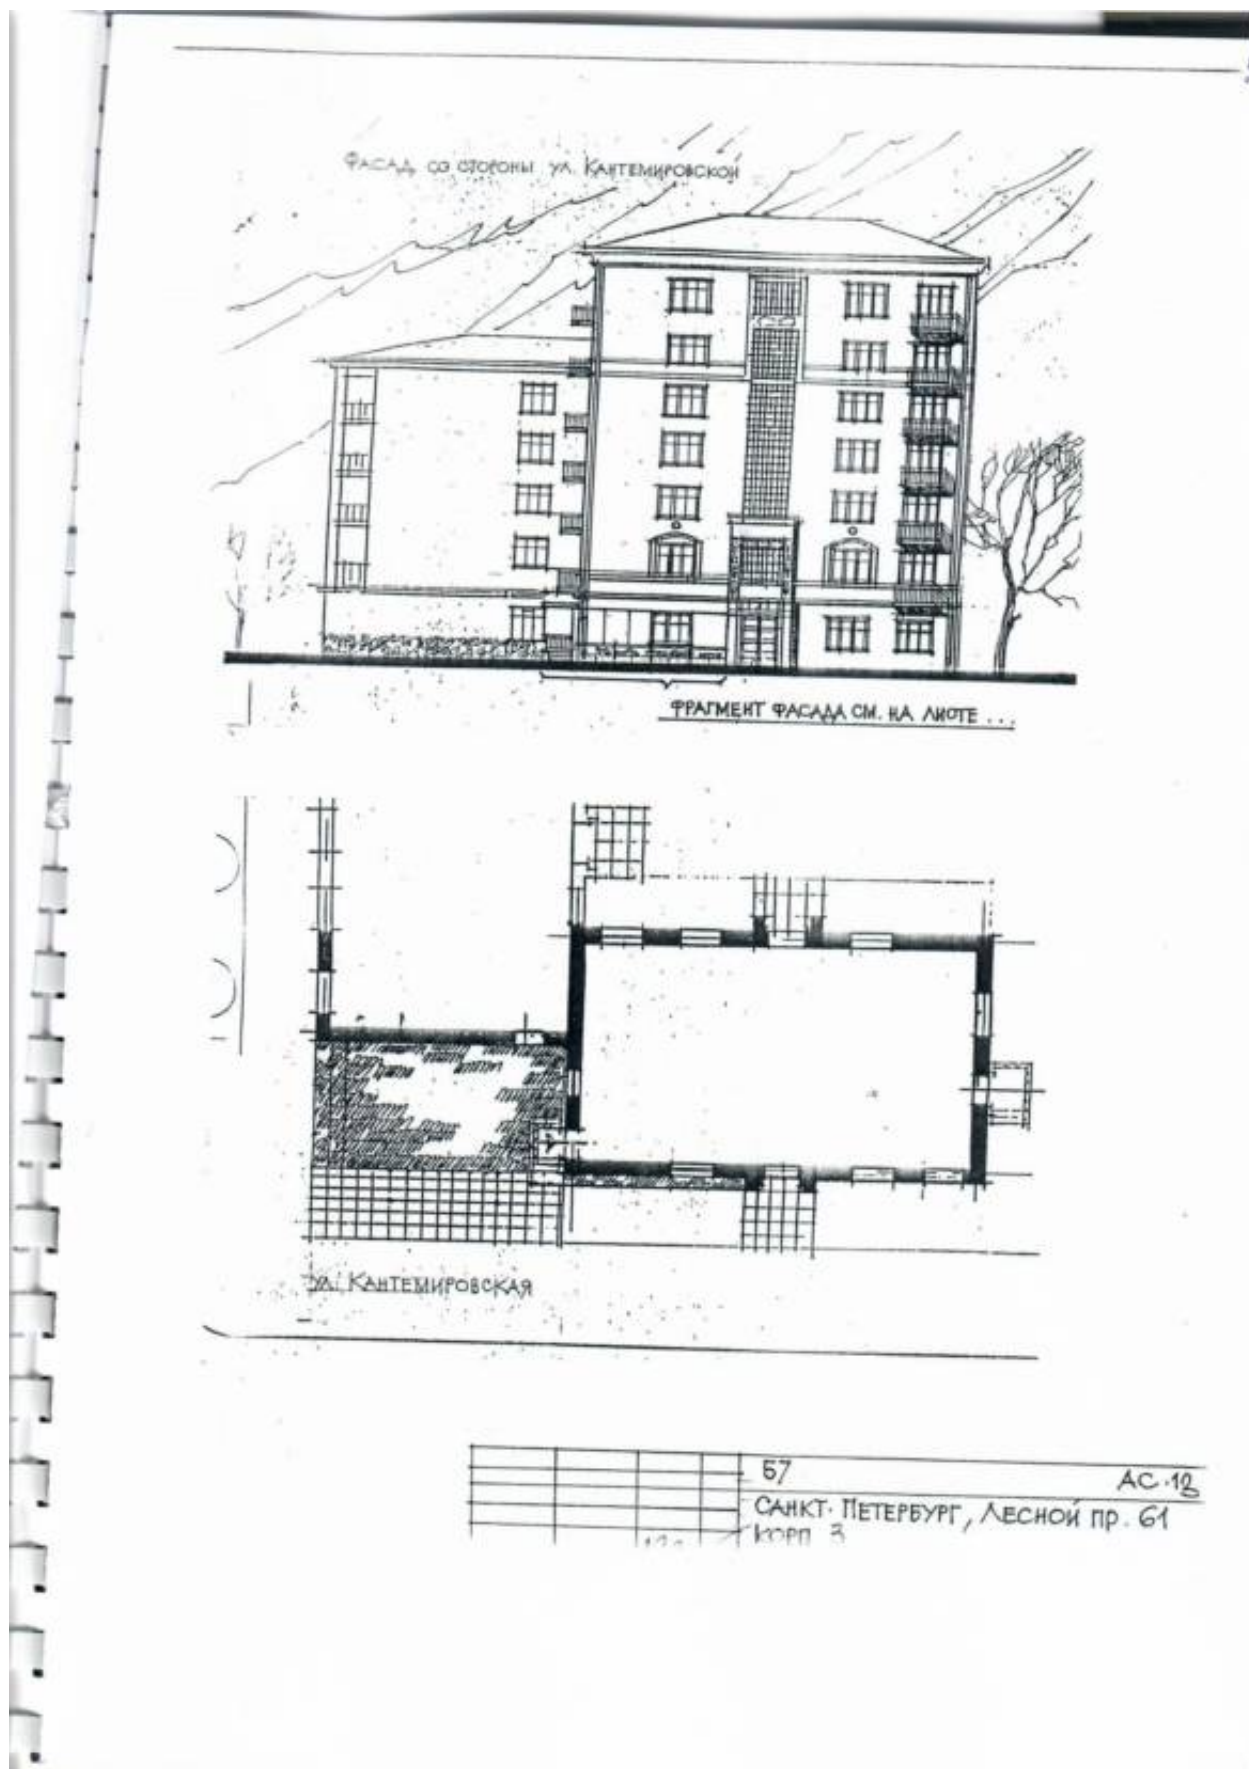 ФАСАД СО СТОРОНЫ УЛ. КАНТЕМИРОВСКОЙ
ФРАГМЕНТ ФАСАДА СМ. НА ЛИСТЕ ...
УЛ. КАНТЕМИРОВСКАЯ
57 АС·13
САНКТ-ПЕТЕРБУРГ, ЛЕСНОЙ ПР. 61
КОРП 3